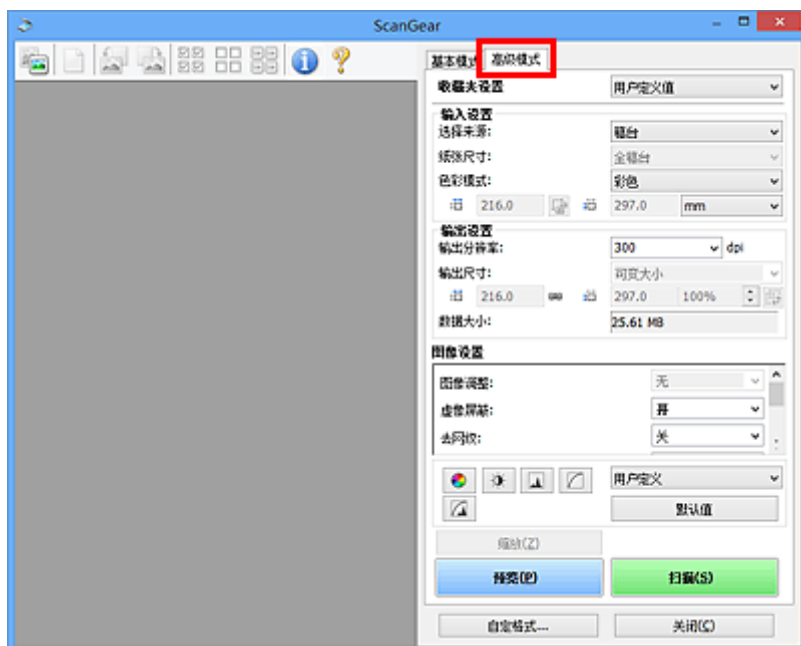 ScanGear
基本模式 高级模式
收藏夹设置 用户定义值
输入设置
选择来源: 稿台
纸张尺寸: 全稿台
色彩模式: 彩色
216.0 297.0 mm
输出设置
输出分辨率: 300 dpi
输出尺寸: 可变大小
216.0 297.0 100%
数据大小: 25.61 MB
图像设置
图像调整: 无
虚像屏蔽: 开
去网纹: 关
用户定义
默认值
缩放(Z)
预览(P) 扫描(S)
自定格式... 关闭(C)